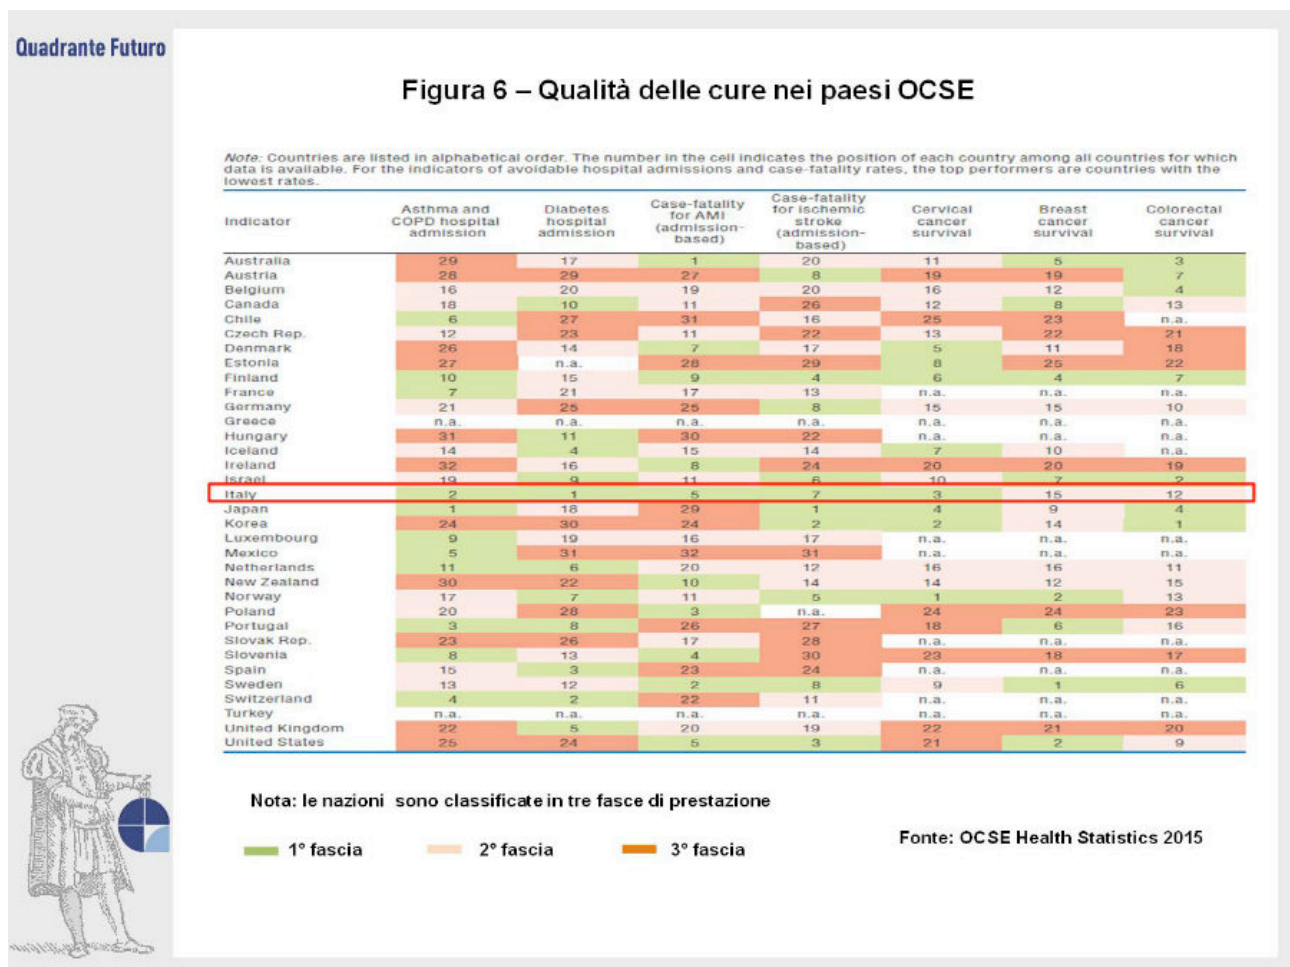 Quadrante Futuro
Figura 6 – Qualità delle cure nei paesi OCSE
Note: Countries are listed in alphabetical order. The number in the cell indicates the position of each country among all countries for which
data is available. For the indicators of avoidable hospital admissions and case-fatality rates, the top performers are countries with the
lowest rates.
Indicator Asthma and COPD hospital admission Diabetes hospital admission Case-fatality for AMI (admission-based) Case-fatality for ischemic stroke (admission-based) Cervical cancer survival Breast cancer survival Colorectal cancer survival
Australia 29 17 1 20 11 5 3
Austria 28 29 27 8 19 19 7
Belgium 16 20 19 20 16 12 4
Canada 18 10 11 26 12 8 13
Chile 6 27 31 16 25 23 n.a.
Czech Rep. 12 23 11 22 13 22 21
Denmark 26 14 7 17 5 11 18
Estonia 27 n.a. 28 29 8 25 22
Finland 10 15 9 4 6 4 7
France 7 21 17 13 n.a. n.a. n.a.
Germany 21 25 25 8 15 15 10
Greece n.a. n.a. n.a. n.a. n.a. n.a. n.a.
Hungary 31 11 30 22 n.a. n.a. n.a.
Iceland 14 4 15 14 7 10 n.a.
Ireland 32 16 8 24 20 20 19
Israel 19 9 11 6 10 7 2
Italy 2 1 5 7 3 15 12
Japan 1 18 29 1 4 9 4
Korea 24 30 24 2 2 14 1
Luxembourg 9 19 16 17 n.a. n.a. n.a.
Mexico 5 31 32 31 n.a. n.a. n.a.
Netherlands 11 6 20 12 16 16 11
New Zealand 30 22 10 14 14 12 15
Norway 17 7 11 5 1 2 13
Poland 20 28 3 n.a. 24 24 23
Portugal 3 8 26 27 18 6 16
Slovak Rep. 23 26 17 28 n.a. n.a. n.a.
Slovenia 8 13 4 30 23 18 17
Spain 15 3 23 24 n.a. n.a. n.a.
Sweden 13 12 2 8 9 1 6
Switzerland 4 2 22 11 n.a. n.a. n.a.
Turkey n.a. n.a. n.a. n.a. n.a. n.a. n.a.
United Kingdom 22 5 20 19 22 21 20
United States 25 24 5 3 21 2 9
Nota: le nazioni sono classificate in tre fasce di prestazione
1° fascia 2° fascia 3° fascia
Fonte: OCSE Health Statistics 2015